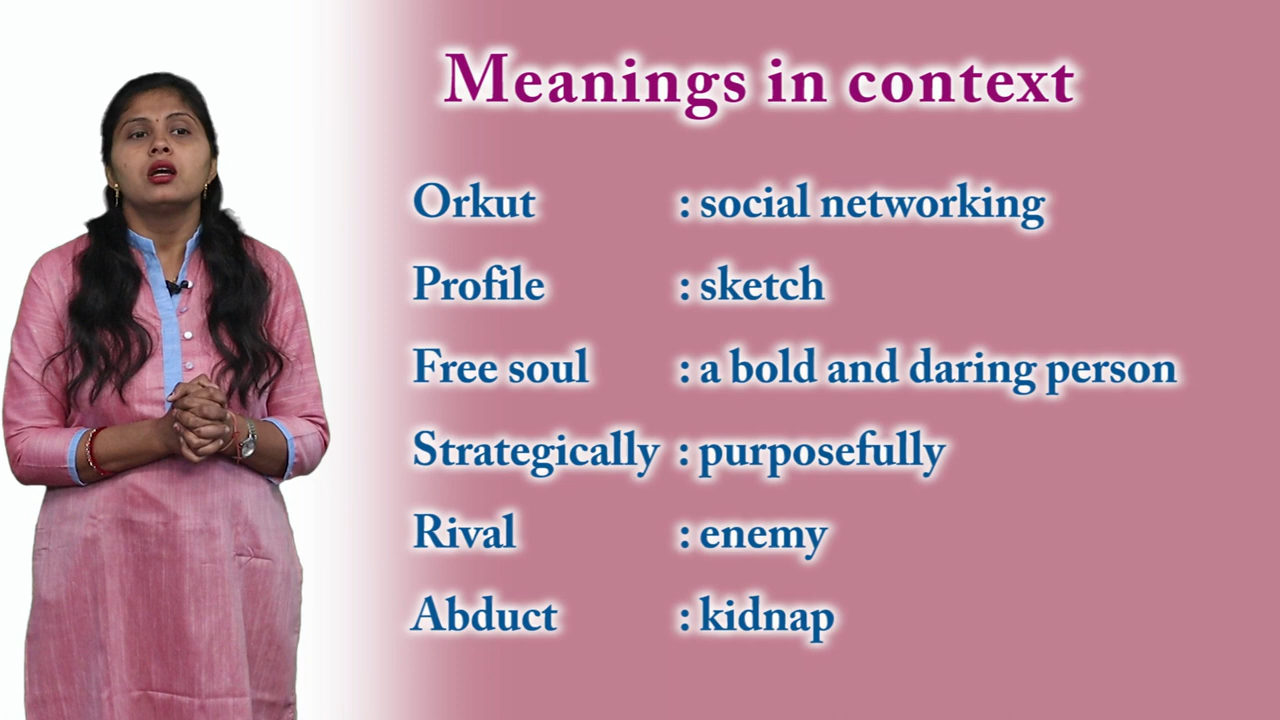 Meanings in context
Orkut : social networking
Profile : sketch
Free soul : a bold and daring person
Strategically : purposefully
Rival : enemy
Abduct : kidnap